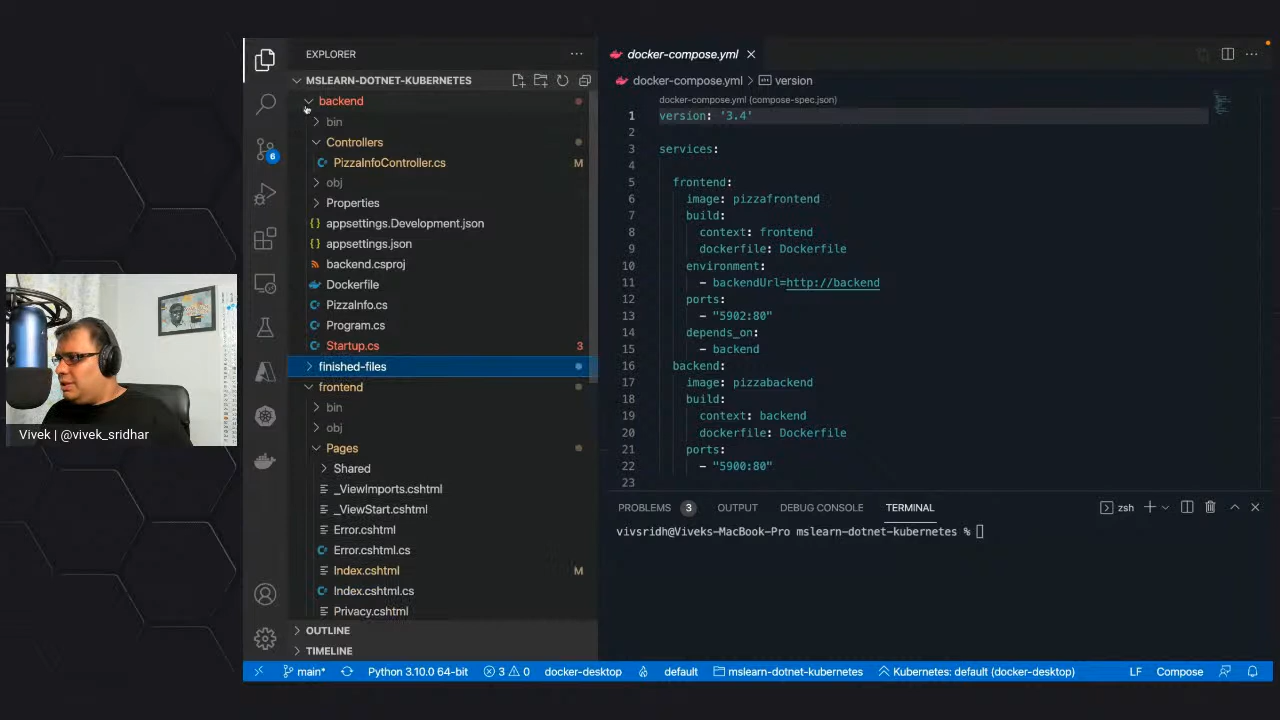 EXPLORER
MSLEARN-DOTNET-KUBERNETES
backend
bin
Controllers
PizzaInfoController.cs M
obj
Properties
appsettings.Development.json
appsettings.json
backend.csproj
Dockerfile
PizzaInfo.cs
Program.cs
Startup.cs 3
finished-files
frontend
bin
obj
Pages
Shared
_ViewImports.cshtml
_ViewStart.cshtml
Error.cshtml
Error.cshtml.cs
Index.cshtml M
Index.cshtml.cs
Privacy.cshtml
OUTLINE
TIMELINE
6
Vivek | @vivek_sridhar
docker-compose.yml
docker-compose.yml > version
docker-compose.yml (compose-spec.json)
1 version: '3.4'
2
3 services:
4
5 frontend:
6 image: pizzafrontend
7 build:
8 context: frontend
9 dockerfile: Dockerfile
10 environment:
11 - backendUrl=http://backend
12 ports:
13 - "5902:80"
14 depends_on:
15 - backend
16 backend:
17 image: pizzabackend
18 build:
19 context: backend
20 dockerfile: Dockerfile
21 ports:
22 - "5900:80"
23
PROBLEMS 3 OUTPUT DEBUG CONSOLE TERMINAL zsh
vivsridh@Viveks-MacBook-Pro mslearn-dotnet-kubernetes %
main* Python 3.10.0 64-bit 3 0 docker-desktop default mslearn-dotnet-kubernetes Kubernetes: default (docker-desktop) LF Compose